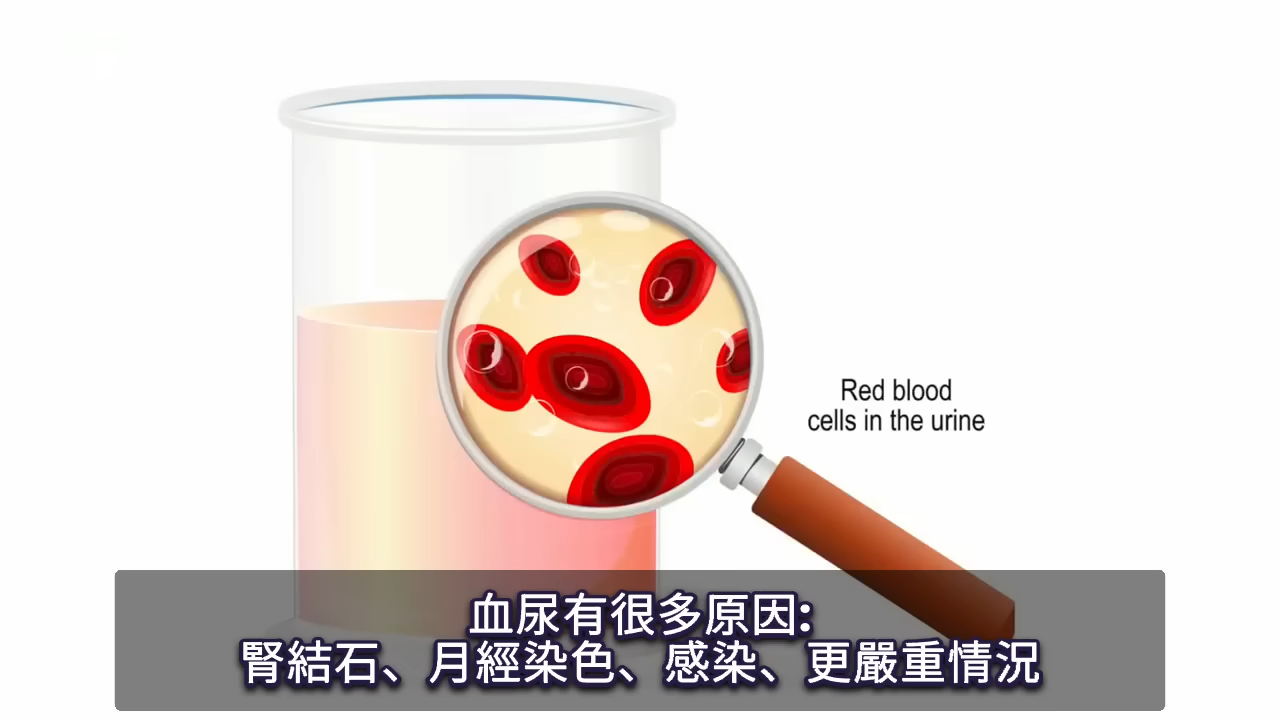 Red blood
cells in the urine
血尿有很多原因:
腎結石、月經染色、感染、更嚴重情況